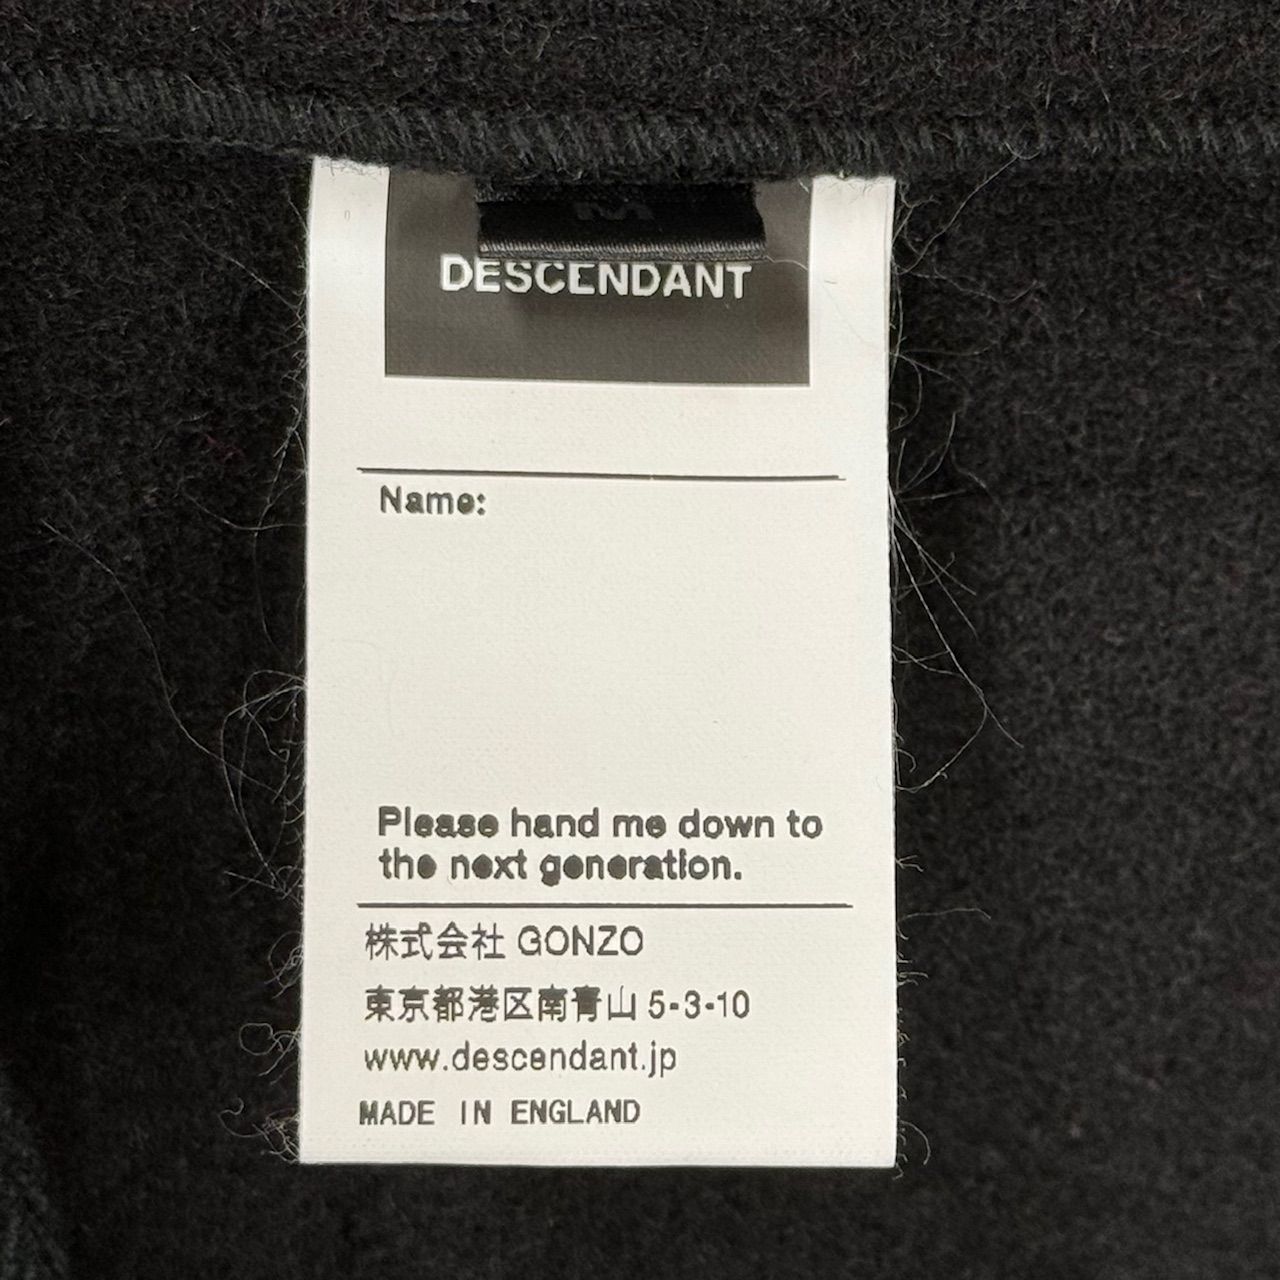 M
DESCENDANT
Name:
Please hand me down to
the next generation.
株式会社 GONZO
東京都港区南青山 5-3-10
www.descendant.jp
MADE IN ENGLAND